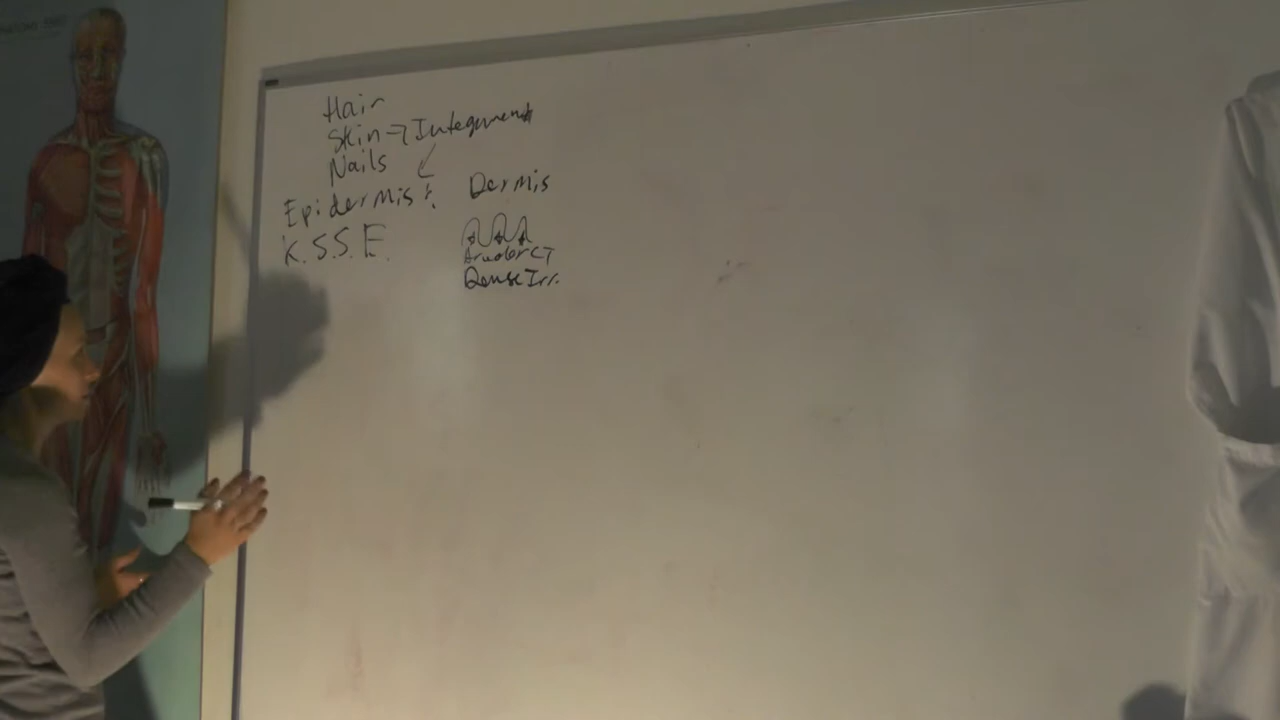 Hair
Skin → Integument
Nails
Epidermis & Dermis
K.S.S.E.
Areolar CT
Dense Irr.